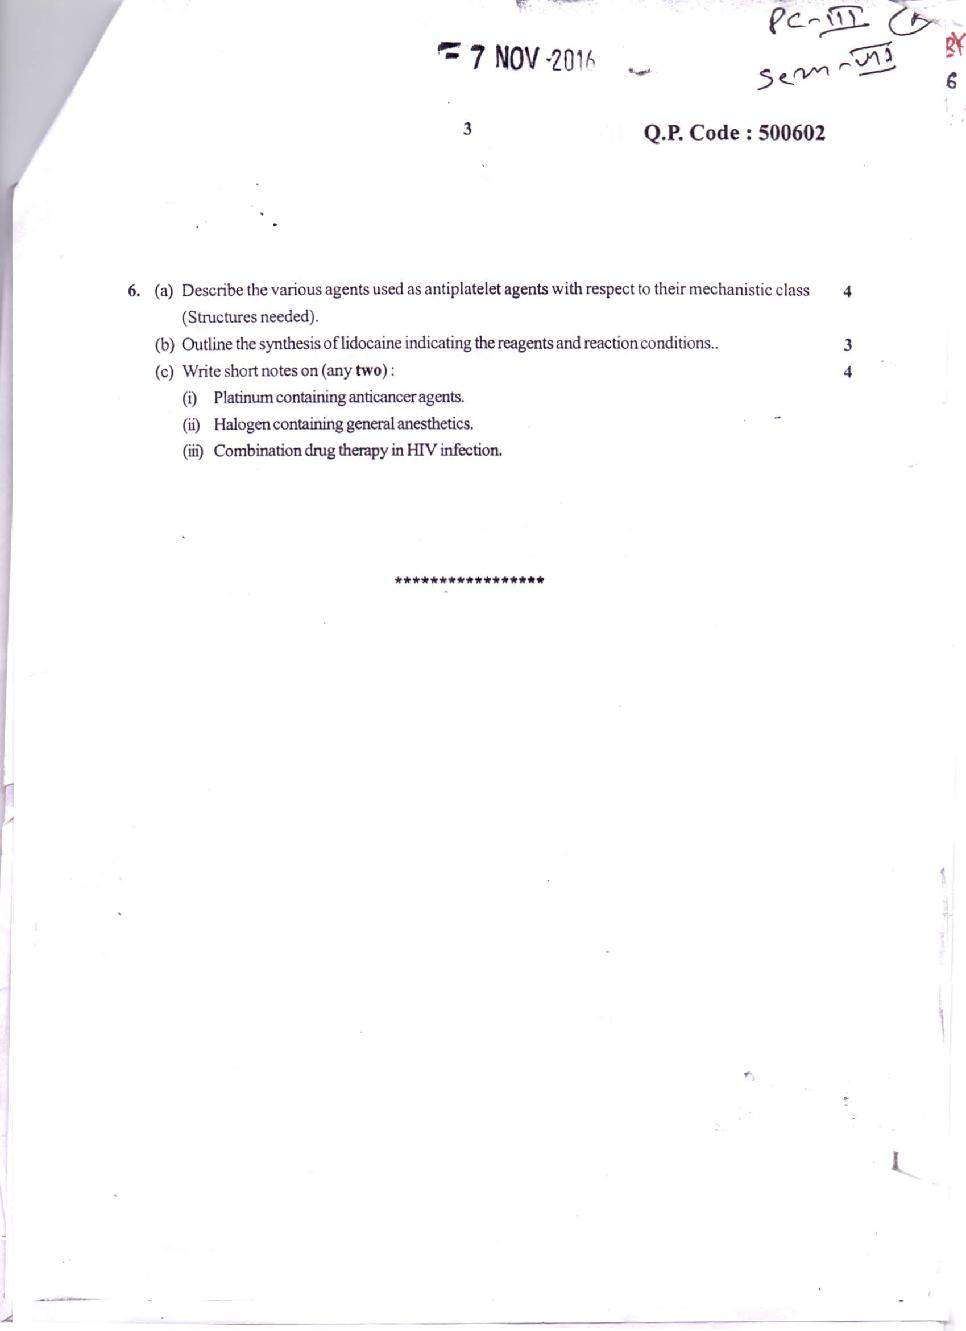 PC-III
= 7 NOV 2016
Sem-VII
6
3
Q.P. Code : 500602
6. (a) Describe the various agents used as antiplatelet agents with respect to their mechanistic class 4
(Structures needed).
(b) Outline the synthesis of lidocaine indicating the reagents and reaction conditions.. 3
(c) Write short notes on (any two) : 4
(i) Platinum containing anticancer agents.
(ii) Halogen containing general anesthetics.
(iii) Combination drug therapy in HIV infection.
*****************